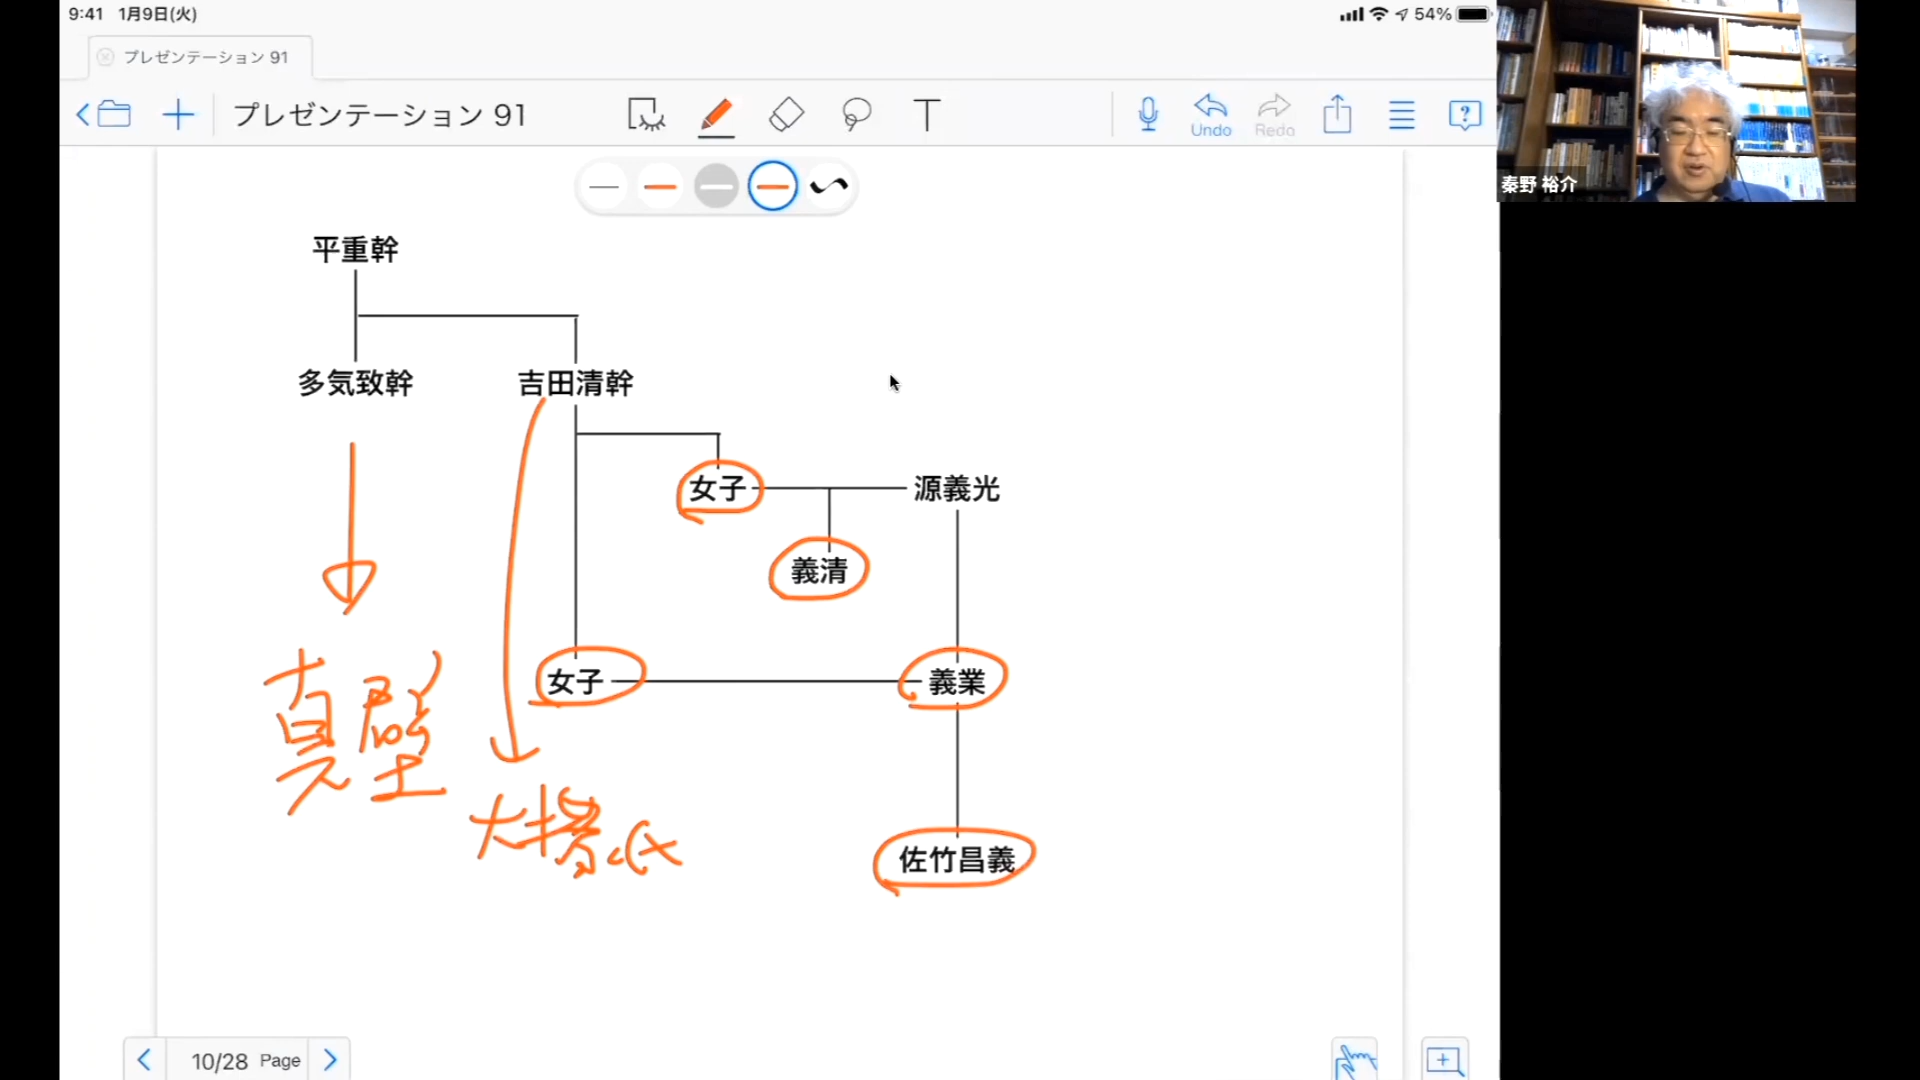 9:41 1月9日(火)
54%
プレゼンテーション 91
プレゼンテーション 91
Undo
Redo
秦野 裕介
平重幹
多気致幹
吉田清幹
女子
源義光
義清
女子
義業
真壁
大掾氏
佐竹昌義
10/28 Page